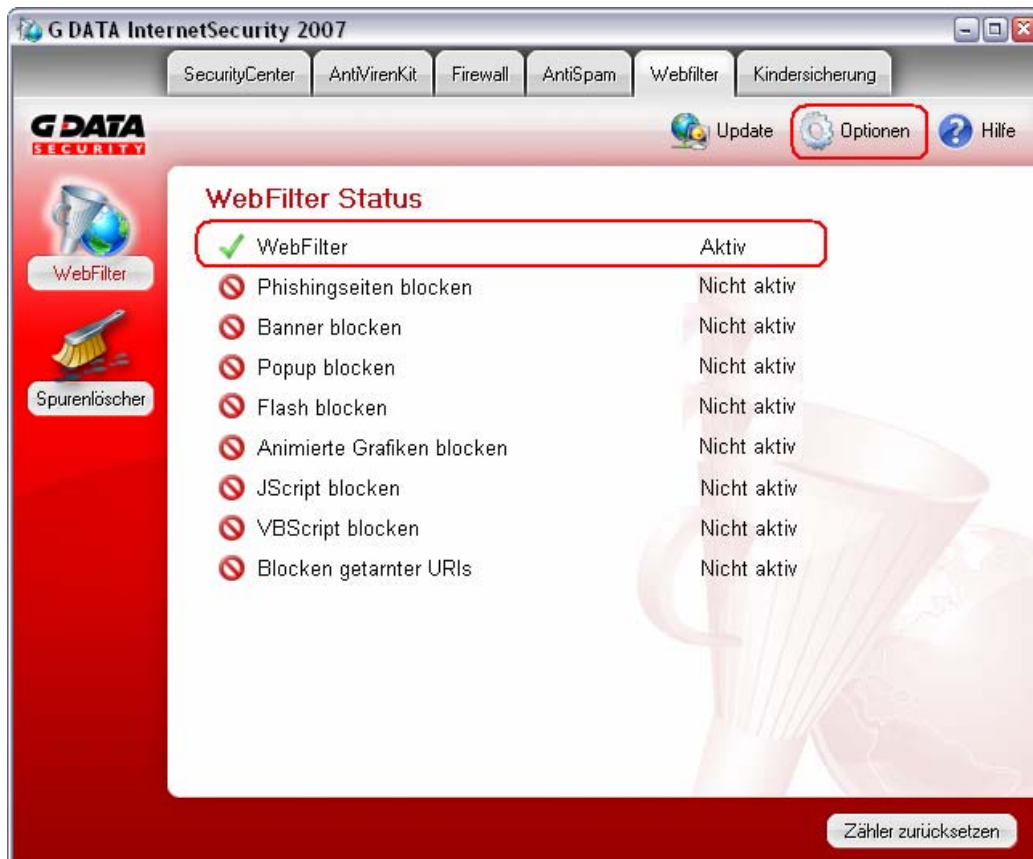 G DATA InternetSecurity 2007
SecurityCenter AntiVirenKit Firewall AntiSpam Webfilter Kindersicherung
G DATA
SECURITY
Update Optionen Hilfe
WebFilter
Spurenlöscher
WebFilter Status
WebFilter Aktiv
Phishingseiten blocken Nicht aktiv
Banner blocken Nicht aktiv
Popup blocken Nicht aktiv
Flash blocken Nicht aktiv
Animierte Grafiken blocken Nicht aktiv
JScript blocken Nicht aktiv
VBScript blocken Nicht aktiv
Blocken getarnter URIs Nicht aktiv
Zähler zurücksetzen